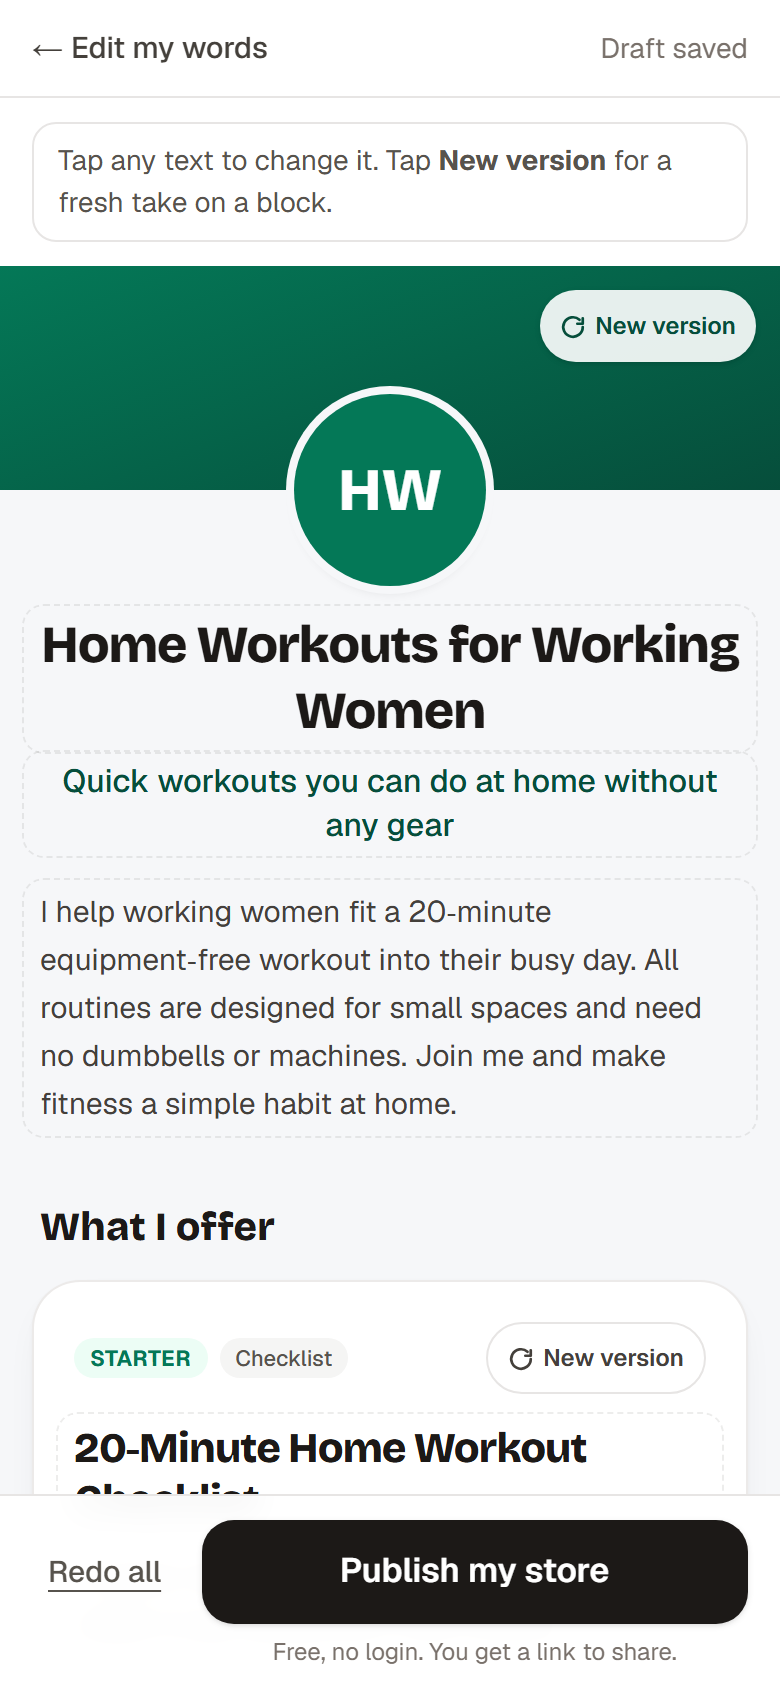 ← Edit my words
Draft saved
Tap any text to change it. Tap New version for a
fresh take on a block.
New version
HW
Home Workouts for Working
Women
Quick workouts you can do at home without
any gear
I help working women fit a 20-minute
equipment-free workout into their busy day. All
routines are designed for small spaces and need
no dumbbells or machines. Join me and make
fitness a simple habit at home.
What I offer
STARTER
Checklist
New version
20-Minute Home Workout
Checklist
Redo all
Publish my store
Free, no login. You get a link to share.